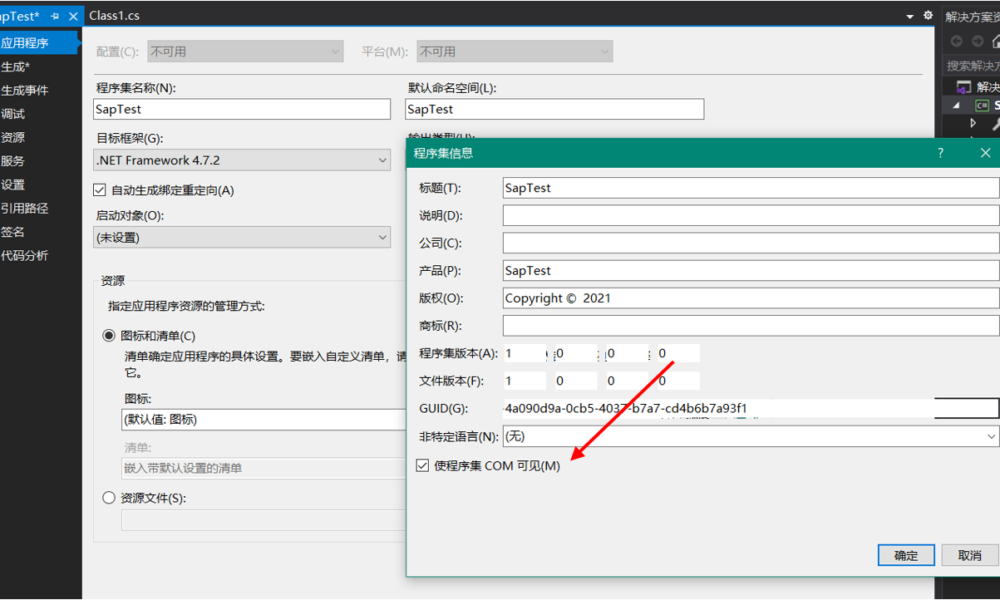 apTest*
Class1.cs
应用程序
生成*
生成事件
调试
资源
服务
设置
引用路径
签名
代码分析
配置(C):
不可用
平台(M):
不可用
程序集名称(N):
默认命名空间(L):
SapTest
SapTest
目标框架(G):
.NET Framework 4.7.2
自动生成绑定重定向(A)
启动对象(O):
(未设置)
资源
指定应用程序资源的管理方式:
图标和清单(C)
清单确定应用程序的具体设置。要嵌入自定义清单，请
它。
图标:
(默认值: 图标)
清单:
嵌入带默认设置的清单
资源文件(S):
程序集信息
?
标题(T):
SapTest
说明(D):
公司(C):
产品(P):
SapTest
版权(O):
Copyright © 2021
商标(R):
程序集版本(A):
1 0 0 0
文件版本(F):
1 0 0 0
GUID(G):
4a090d9a-0cb5-4037-b7a7-cd4b6b7a93f1
非特定语言(N):
(无)
使程序集 COM 可见(M)
确定
取消
解决方案资
搜索解决方
解决
C#
S